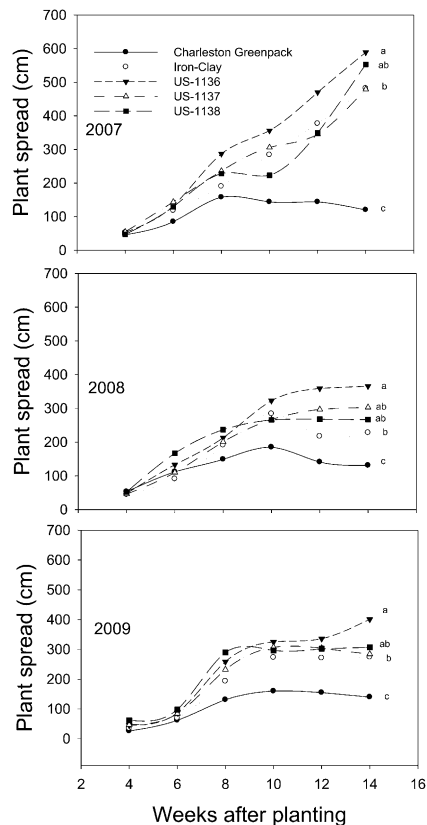 700
600
500
400
300
200
100
0
Plant spread (cm)
Charleston Greenpack
Iron-Clay
US-1136
US-1137
US-1138
2007
a
ab
b
c
700
600
500
400
300
200
100
0
Plant spread (cm)
2008
a
ab
ab
b
c
700
600
500
400
300
200
100
0
Plant spread (cm)
2009
a
ab
b
c
2 4 6 8 10 12 14 16
Weeks after planting